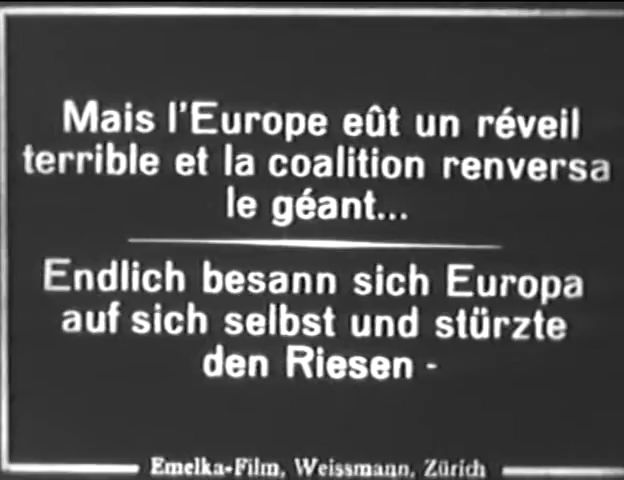 Mais l'Europe eût un réveil
terrible et la coalition renversa
le géant...
Endlich besann sich Europa
auf sich selbst und stürzte
den Riesen -
Emelka-Film, Weissmann, Zürich